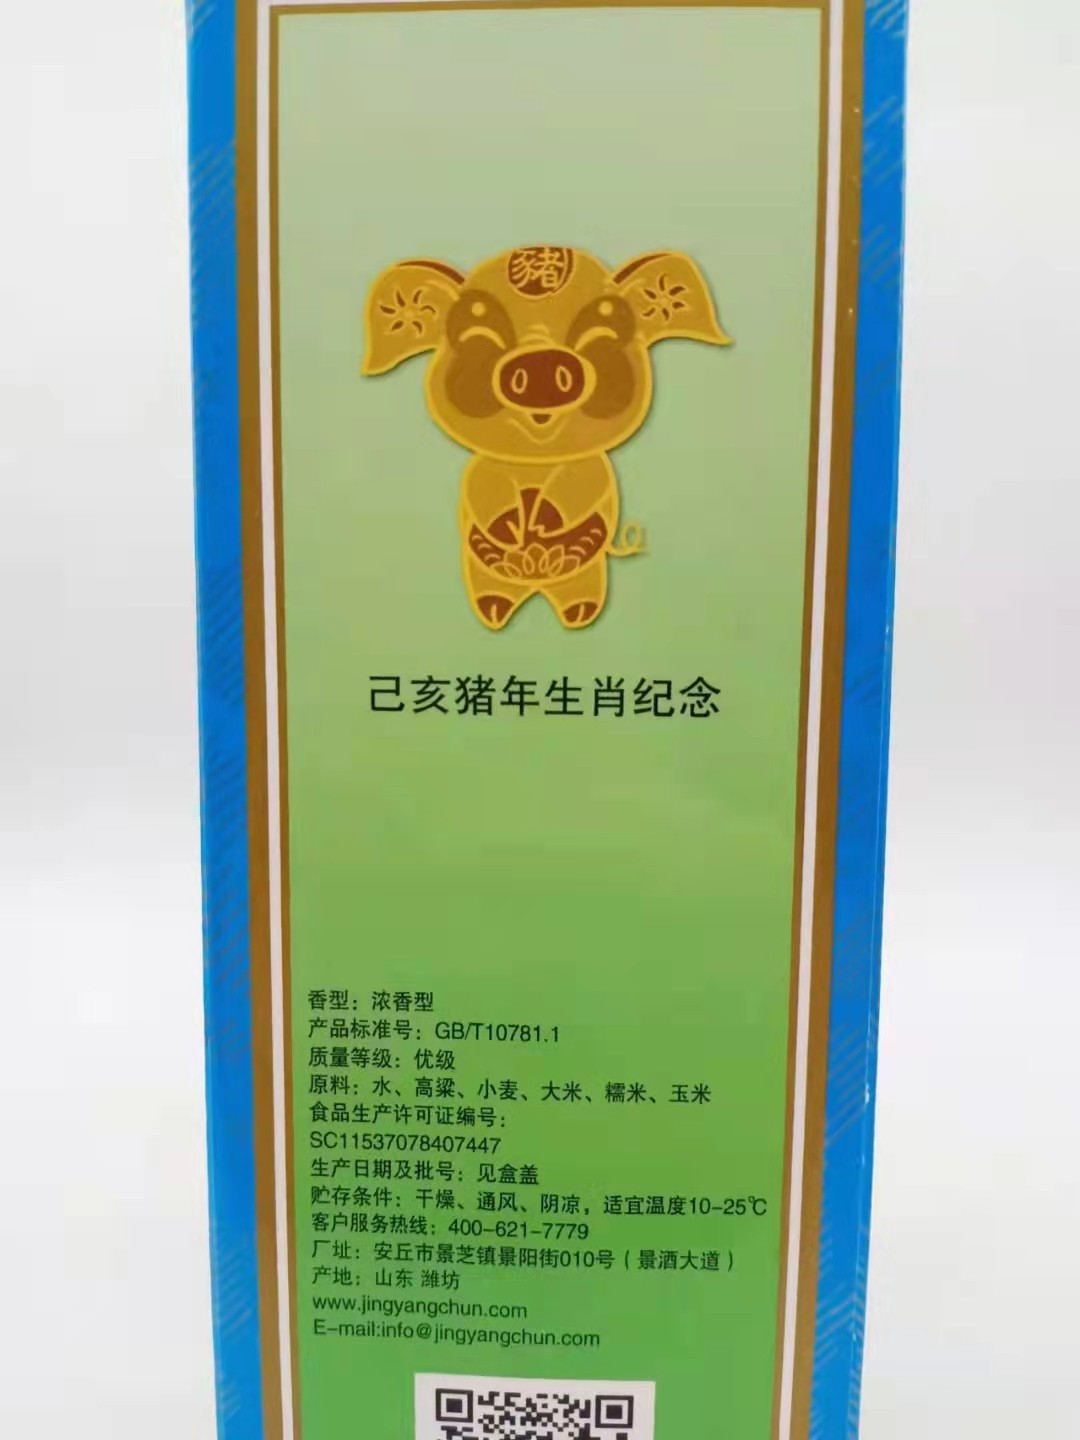 豬
己亥猪年生肖纪念
香型：浓香型
产品标准号：GB/T10781.1
质量等级：优级
原料：水、高粱、小麦、大米、糯米、玉米
食品生产许可证编号：
SC11537078407447
生产日期及批号：见盒盖
贮存条件：干燥、通风、阴凉，适宜温度10-25℃
客户服务热线：400-621-7779
厂址：安丘市景芝镇景阳街010号（景酒大道）
产地：山东 潍坊
www.jingyangchun.com
E-mail:info@jingyangchun.com